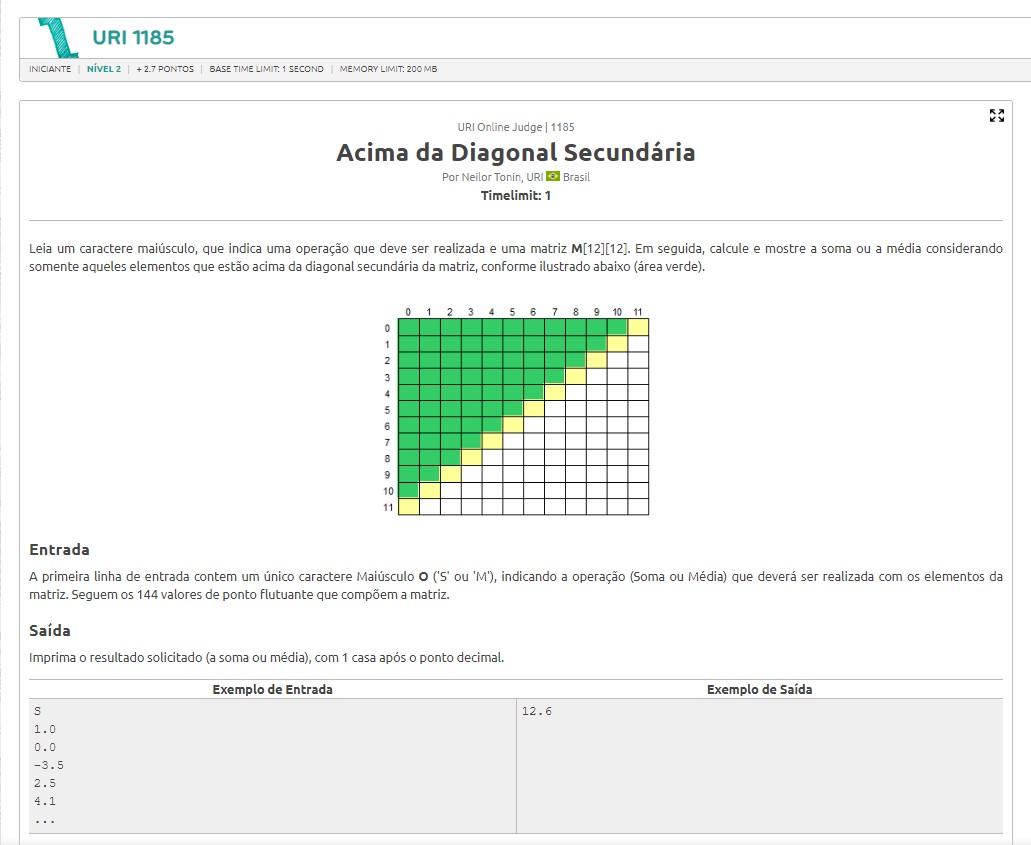 URI 1185
INICIANTE | NÍVEL 2 | + 2.7 PONTOS | BASE TIME LIMIT: 1 SECOND | MEMORY LIMIT: 200 MB
URI Online Judge | 1185
Acima da Diagonal Secundária
Por Neilor Tonin, URI Brasil
Timelimit: 1
Leia um caractere maiúsculo, que indica uma operação que deve ser realizada e uma matriz M[12][12]. Em seguida, calcule e mostre a soma ou a média considerando
somente aqueles elementos que estão acima da diagonal secundária da matriz, conforme ilustrado abaixo (área verde).
0 1 2 3 4 5 6 7 8 9 10 11
0
1
2
3
4
5
6
7
8
9
10
11
Entrada
A primeira linha de entrada contem um único caractere Maiúsculo O ('S' ou 'M'), indicando a operação (Soma ou Média) que deverá ser realizada com os elementos da
matriz. Seguem os 144 valores de ponto flutuante que compõem a matriz.
Saída
Imprima o resultado solicitado (a soma ou média), com 1 casa após o ponto decimal.
Exemplo de Entrada Exemplo de Saída
S 12.6
1.0
0.0
-3.5
2.5
4.1
...